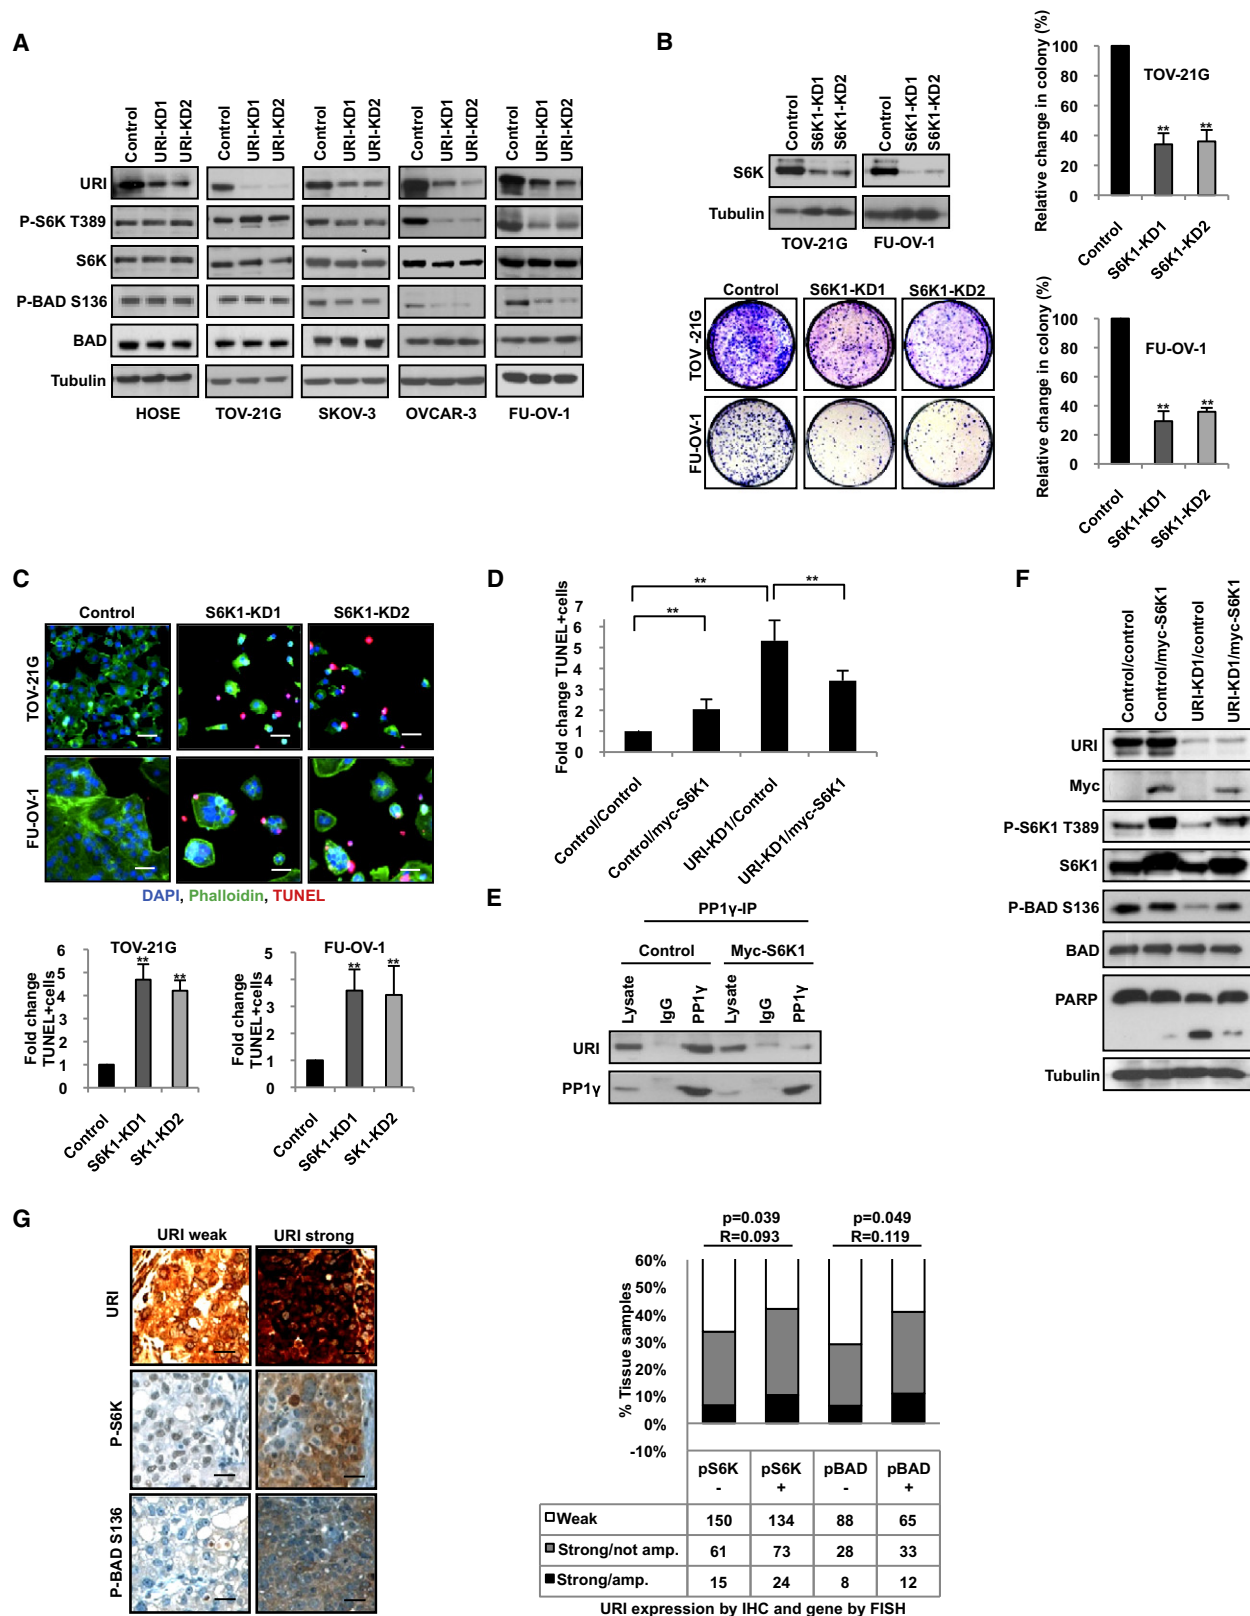 A
Control
URI-KD1
URI-KD2
Control
URI-KD1
URI-KD2
Control
URI-KD1
URI-KD2
Control
URI-KD1
URI-KD2
Control
URI-KD1
URI-KD2
URI
P-S6K T389
S6K
P-BAD S136
BAD
Tubulin
HOSE TOV-21G SKOV-3 OVCAR-3 FU-OV-1
B
Control
S6K1-KD1
S6K1-KD2
Control
S6K1-KD1
S6K1-KD2
S6K
Tubulin
TOV-21G FU-OV-1
Control S6K1-KD1 S6K1-KD2
TOV -21G
FU-OV-1
Relative change in colony (%)
100
80
60
40
20
0
TOV-21G
** **
Control
S6K1-KD1
S6K1-KD2
Relative change in colony (%)
100
80
60
40
20
0
FU-OV-1
** **
Control
S6K1-KD1
S6K1-KD2
C
Control S6K1-KD1 S6K1-KD2
TOV-21G
FU-OV-1
DAPI, Phalloidin, TUNEL
TOV-21G
Fold change
TUNEL+cells
6
5
4
3
2
1
0
** **
Control
S6K1-KD1
SK1-KD2
FU-OV-1
Fold change
TUNEL+cells
5
4
3
2
1
0
** **
Control
S6K1-KD1
SK1-KD2
D
Fold change TUNEL+cells
7
6
5
4
3
2
1
0
** ** **
Control/Control
Control/myc-S6K1
URI-KD1/Control
URI-KD1/myc-S6K1
E
PP1γ-IP
Control Myc-S6K1
Lysate
IgG
PP1γ
Lysate
IgG
PP1γ
URI
PP1γ
F
Control/control
Control/myc-S6K1
URI-KD1/control
URI-KD1/myc-S6K1
URI
Myc
P-S6K1 T389
S6K1
P-BAD S136
BAD
PARP
Tubulin
G
URI weak URI strong
URI
P-S6K
P-BAD S136
p=0.039 p=0.049
R=0.093 R=0.119
% Tissue samples
60%
50%
40%
30%
20%
10%
0%
-10%
pS6K - pS6K + pBAD - pBAD +
Weak 150 134 88 65
Strong/not amp. 61 73 28 33
Strong/amp. 15 24 8 12
URI expression by IHC and gene by FISH